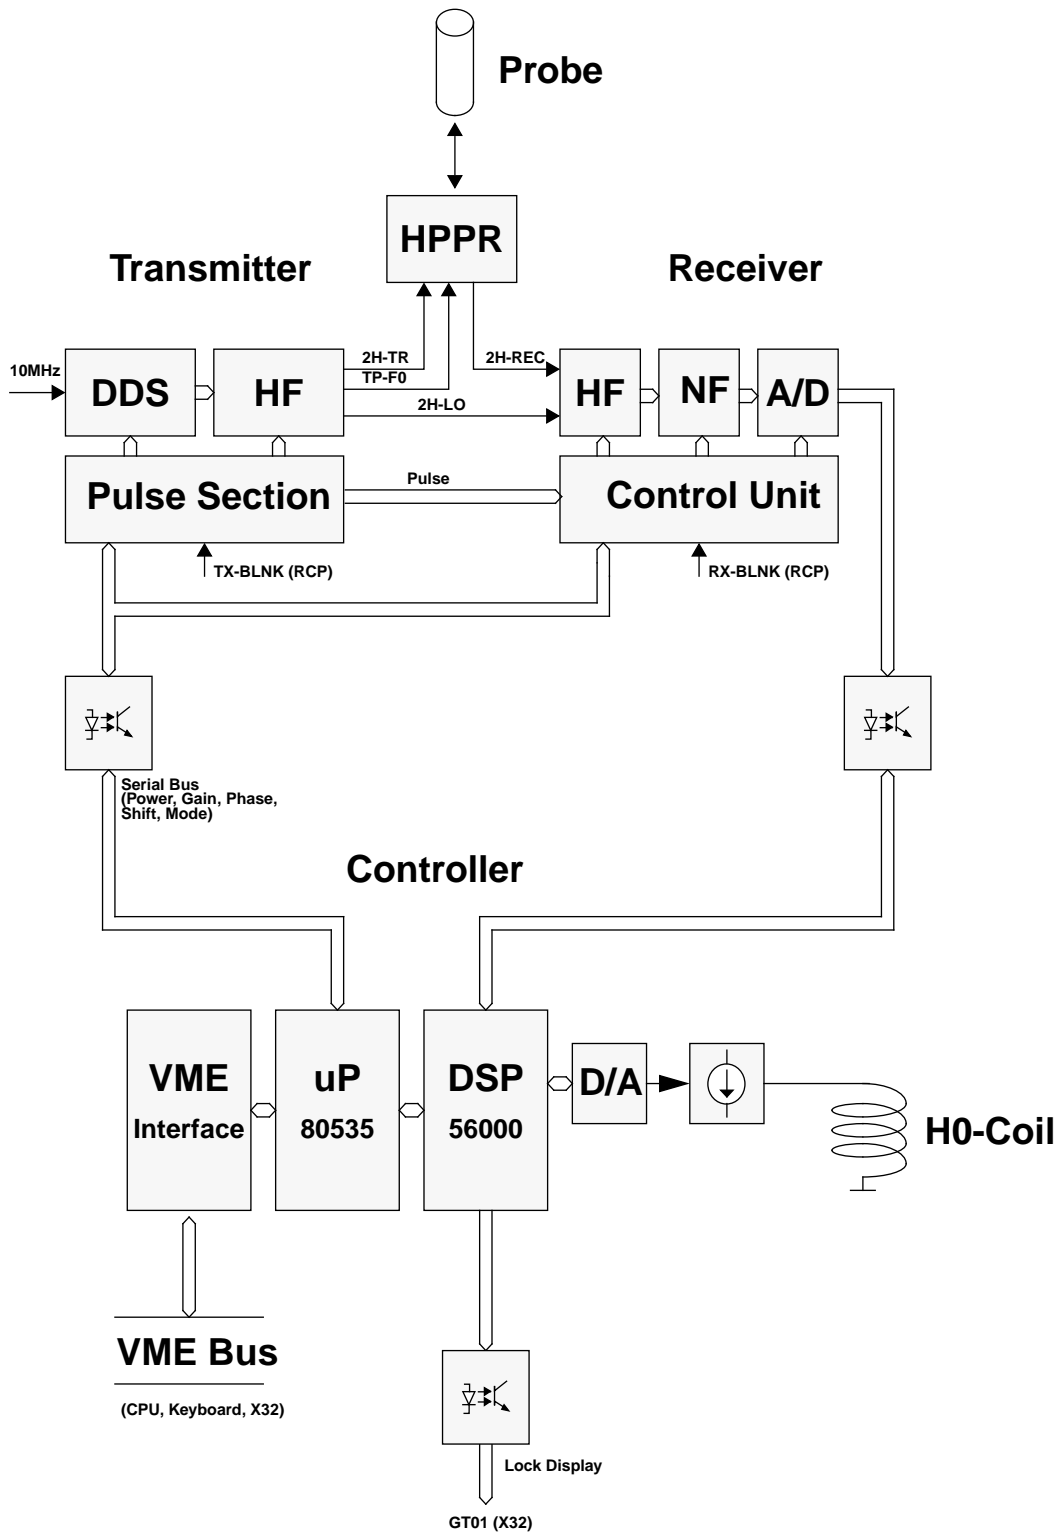 Probe
HPPR
Transmitter
Receiver
10MHz
DDS
HF
2H-TR
TP-F0
2H-LO
2H-REC
HF
NF
A/D
Pulse Section
Pulse
Control Unit
TX-BLNK (RCP)
RX-BLNK (RCP)
Serial Bus
(Power, Gain, Phase,
Shift, Mode)
Controller
VME
Interface
uP
80535
DSP
56000
D/A
H0-Coil
VME Bus
(CPU, Keyboard, X32)
Lock Display
GT01 (X32)